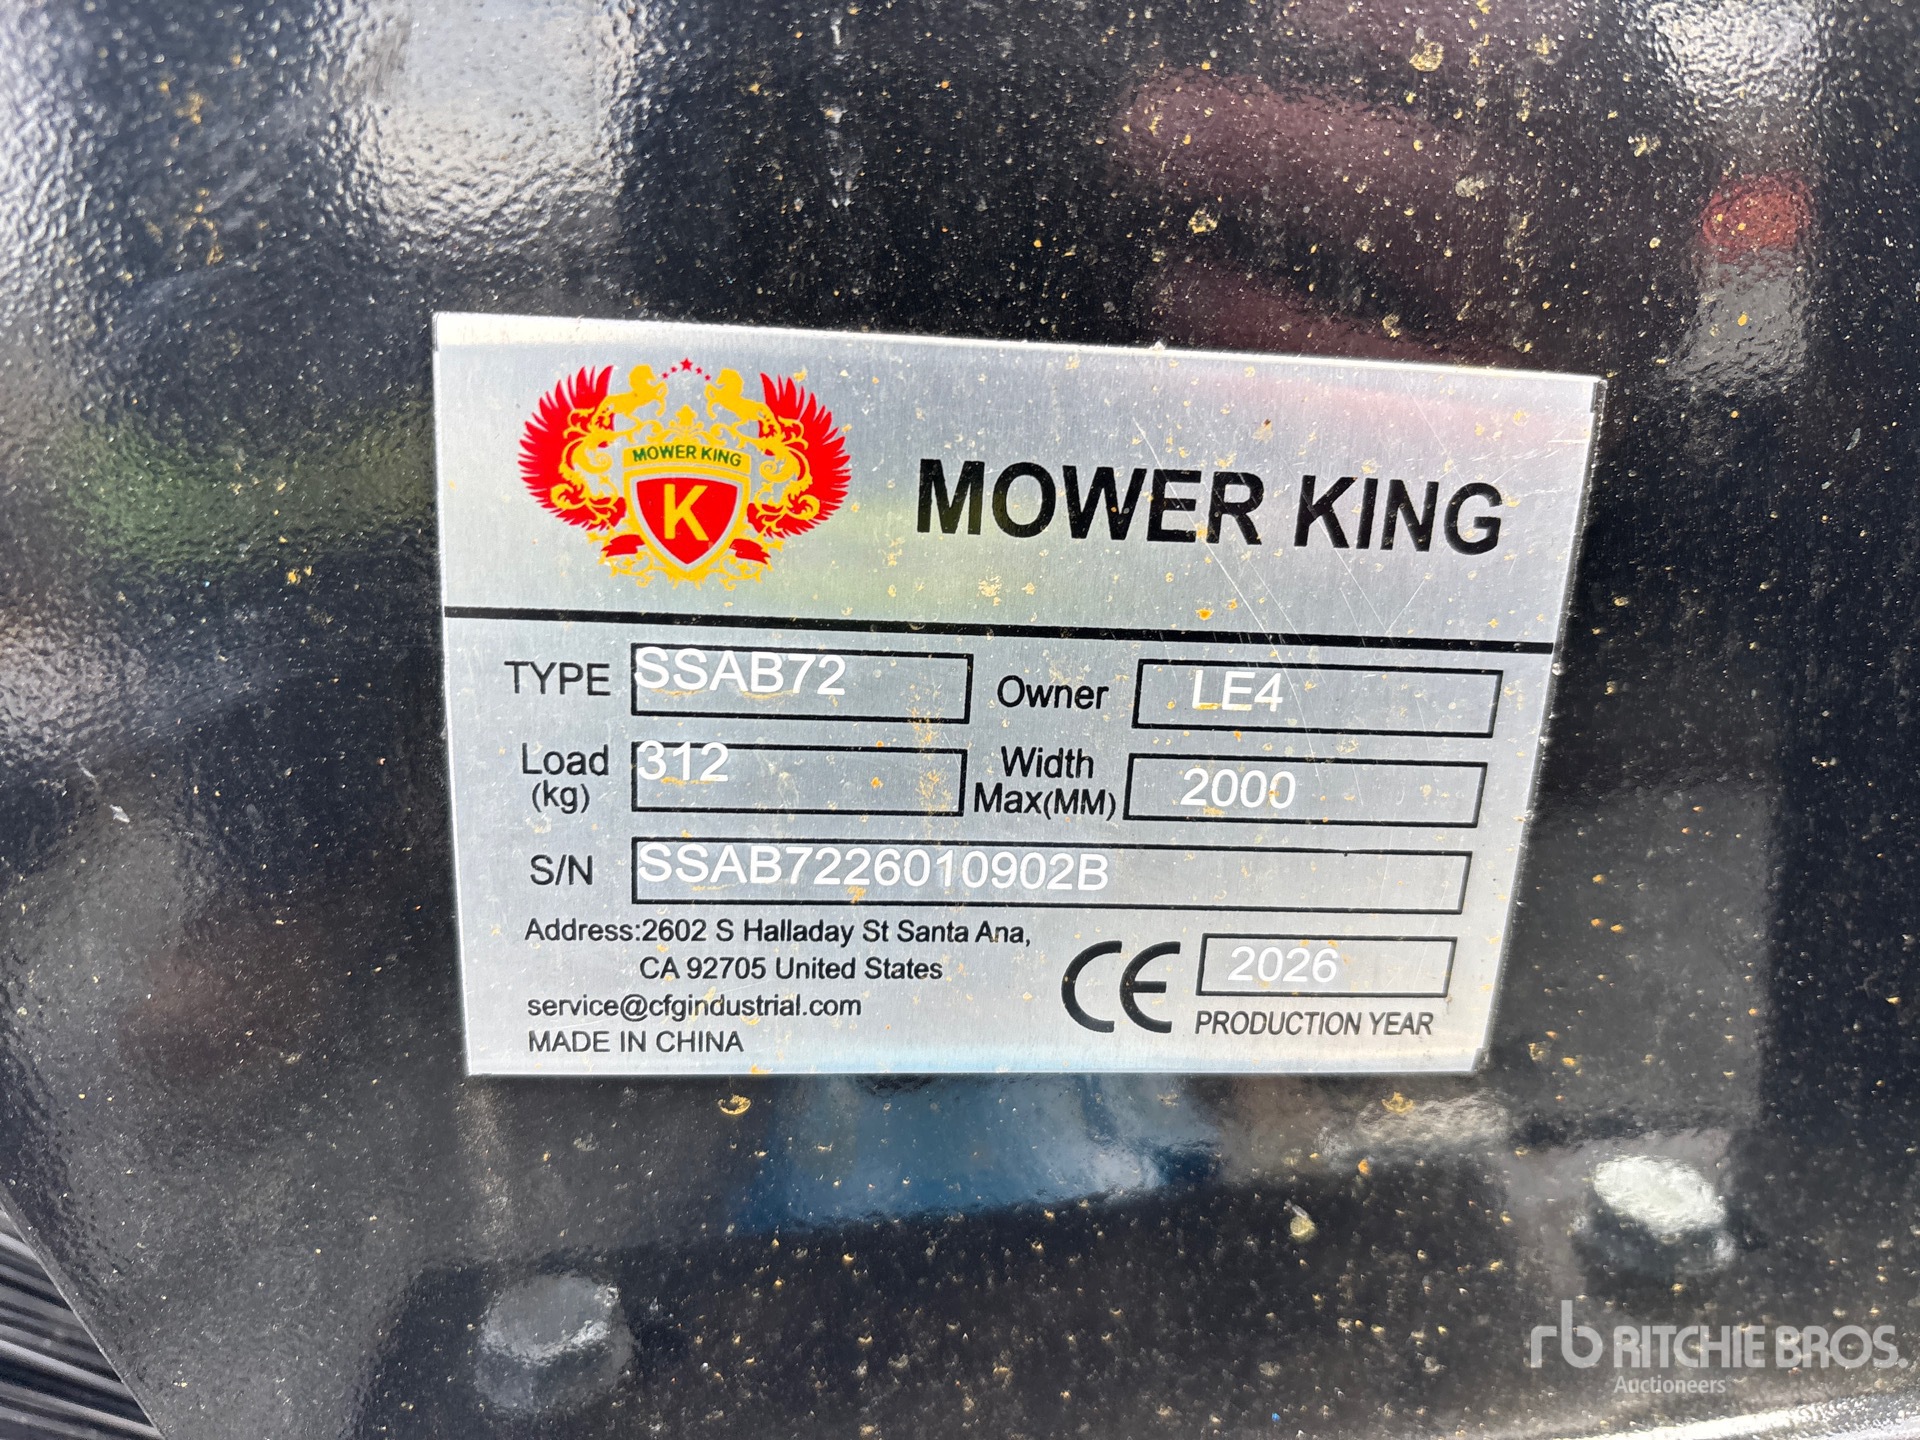 MOWER KING
K
MOWER KING
TYPE SSAB72 Owner LE4
Load (kg) 312 Width Max(MM) 2000
S/N SSAB7226010902B
Address:2602 S Halladay St Santa Ana,
CA 92705 United States
service@cfgindustrial.com
MADE IN CHINA
CE 2026
PRODUCTION YEAR
rb RITCHIE BROS.
Auctioneers